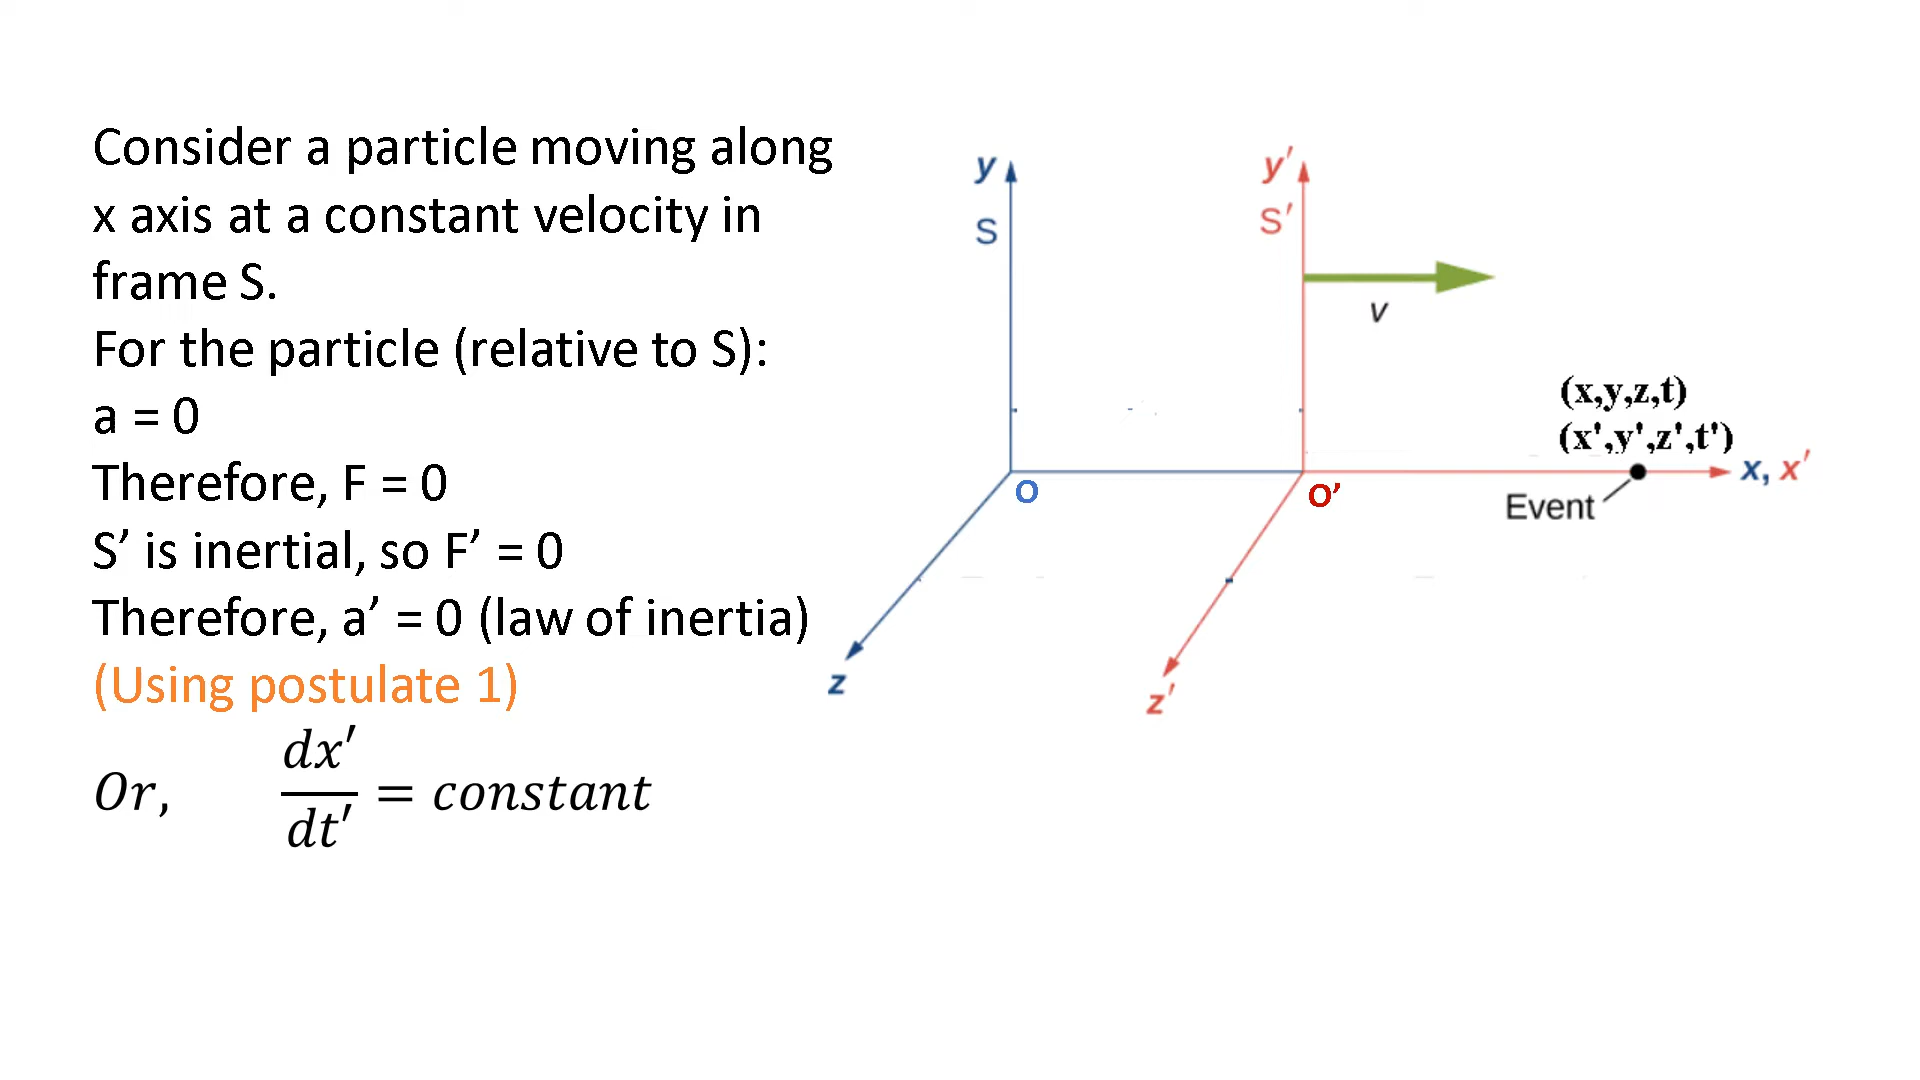 Consider a particle moving along
x axis at a constant velocity in
frame S.
For the particle (relative to S):
a = 0
Therefore, F = 0
S’ is inertial, so F’ = 0
Therefore, a’ = 0 (law of inertia)
(Using postulate 1)
Or, dx′/dt′ = constant
y
S
y′
S′
v
(x,y,z,t)
(x',y',z',t')
x, x′
O
O’
Event
z
z′